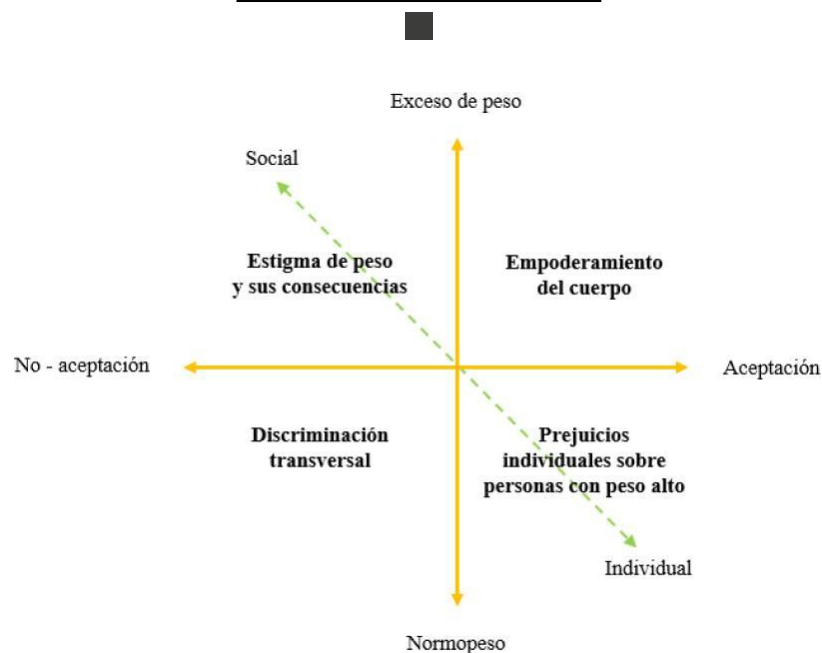 Exceso de peso
Social
Estigma de peso
y sus consecuencias
Empoderamiento
del cuerpo
No - aceptación
Aceptación
Discriminación
transversal
Prejuicios
individuales sobre
personas con peso alto
Individual
Normopeso